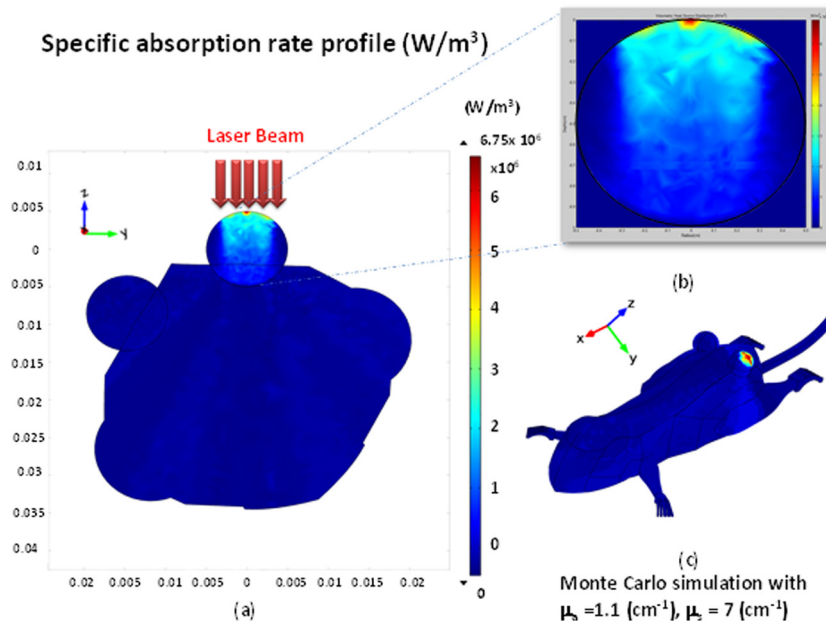 Specific absorption rate profile (W/m³)
Laser Beam
(W/m³)
6.75x 10⁶
x10⁶
6
5
4
3
2
1
0
0
0.01
0.005
0
0.005
0.01
0.015
0.02
0.025
0.03
0.035
0.04
z
y
0.02
0.005
0.01
0.005
0
0.005
0.01
0.015
0.02
(a)
(b)
z
x
y
(c)
Monte Carlo simulation with
μₐ =1.1 (cm⁻¹), μₛ = 7 (cm⁻¹)